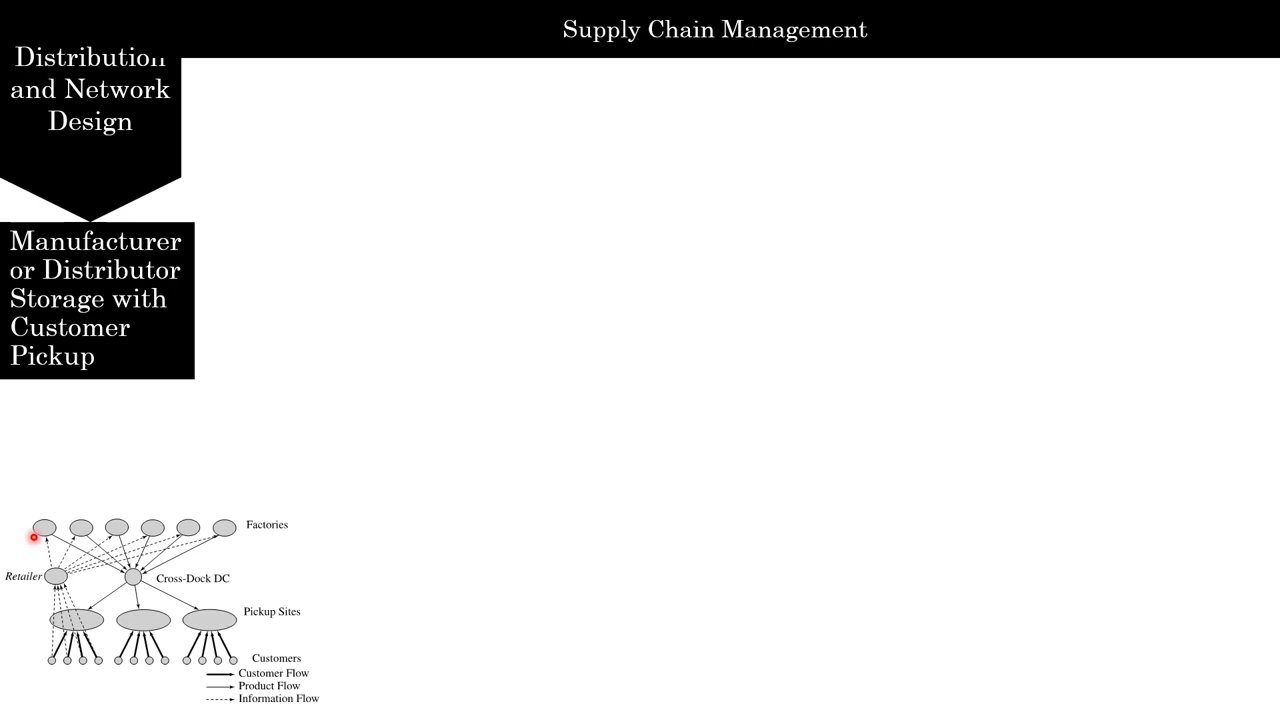 Supply Chain Management
Distribution
and Network
Design
Manufacturer
or Distributor
Storage with
Customer
Pickup
Factories
Retailer
Cross-Dock DC
Pickup Sites
Customers
Customer Flow
Product Flow
Information Flow